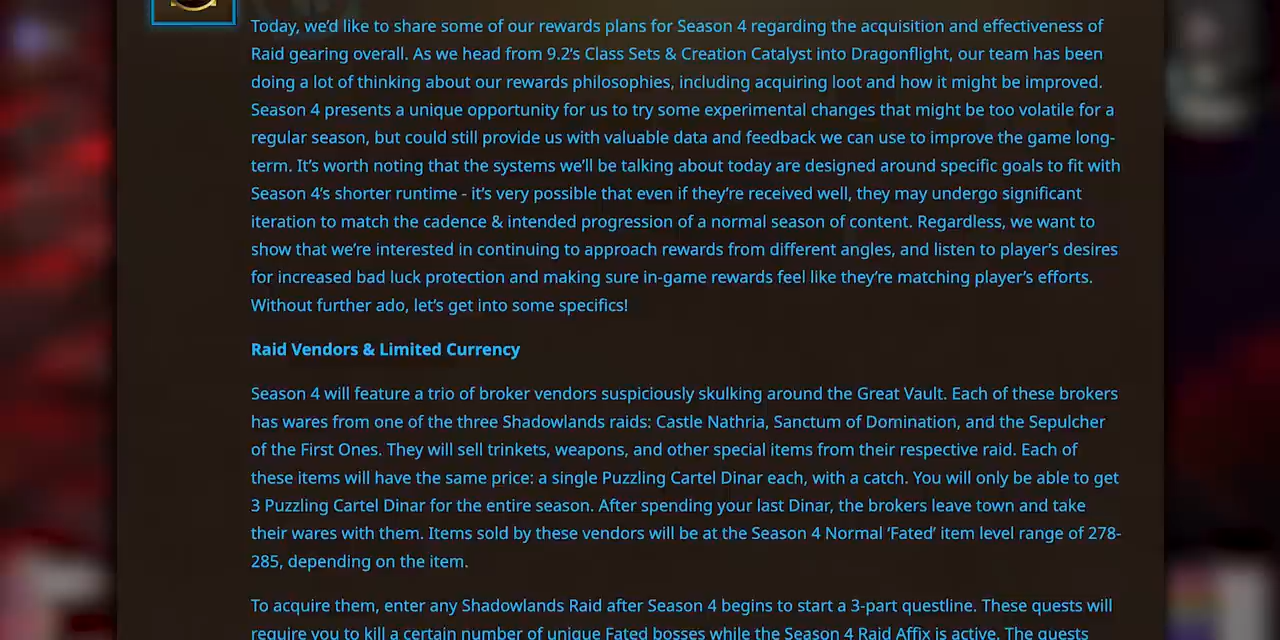 Today, we’d like to share some of our rewards plans for Season 4 regarding the acquisition and effectiveness of
Raid gearing overall. As we head from 9.2’s Class Sets & Creation Catalyst into Dragonflight, our team has been
doing a lot of thinking about our rewards philosophies, including acquiring loot and how it might be improved.
Season 4 presents a unique opportunity for us to try some experimental changes that might be too volatile for a
regular season, but could still provide us with valuable data and feedback we can use to improve the game long-
term. It’s worth noting that the systems we’ll be talking about today are designed around specific goals to fit with
Season 4’s shorter runtime - it’s very possible that even if they’re received well, they may undergo significant
iteration to match the cadence & intended progression of a normal season of content. Regardless, we want to
show that we’re interested in continuing to approach rewards from different angles, and listen to player’s desires
for increased bad luck protection and making sure in-game rewards feel like they’re matching player’s efforts.
Without further ado, let’s get into some specifics!
Raid Vendors & Limited Currency
Season 4 will feature a trio of broker vendors suspiciously skulking around the Great Vault. Each of these brokers
has wares from one of the three Shadowlands raids: Castle Nathria, Sanctum of Domination, and the Sepulcher
of the First Ones. They will sell trinkets, weapons, and other special items from their respective raid. Each of
these items will have the same price: a single Puzzling Cartel Dinar each, with a catch. You will only be able to get
3 Puzzling Cartel Dinar for the entire season. After spending your last Dinar, the brokers leave town and take
their wares with them. Items sold by these vendors will be at the Season 4 Normal ‘Fated’ item level range of 278-
285, depending on the item.
To acquire them, enter any Shadowlands Raid after Season 4 begins to start a 3-part questline. These quests will
require you to kill a certain number of unique Fated bosses while the Season 4 Raid Affix is active. The quests